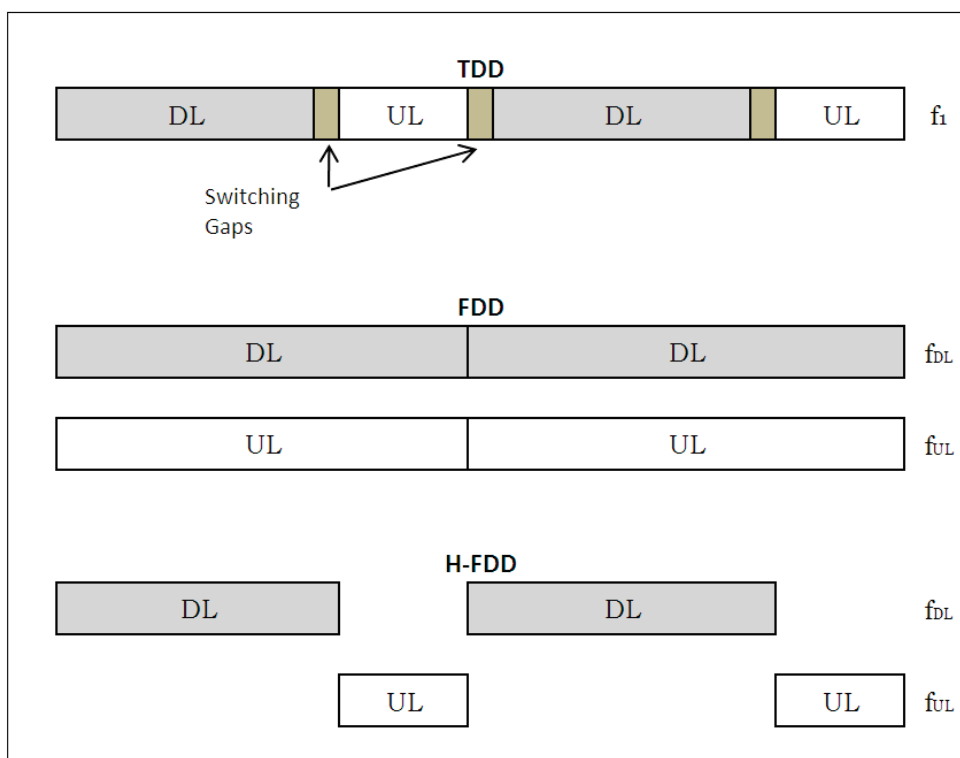 TDD
DL UL DL UL f1
Switching
Gaps
FDD
DL DL fDL
UL UL fUL
H-FDD
DL DL fDL
UL UL fUL